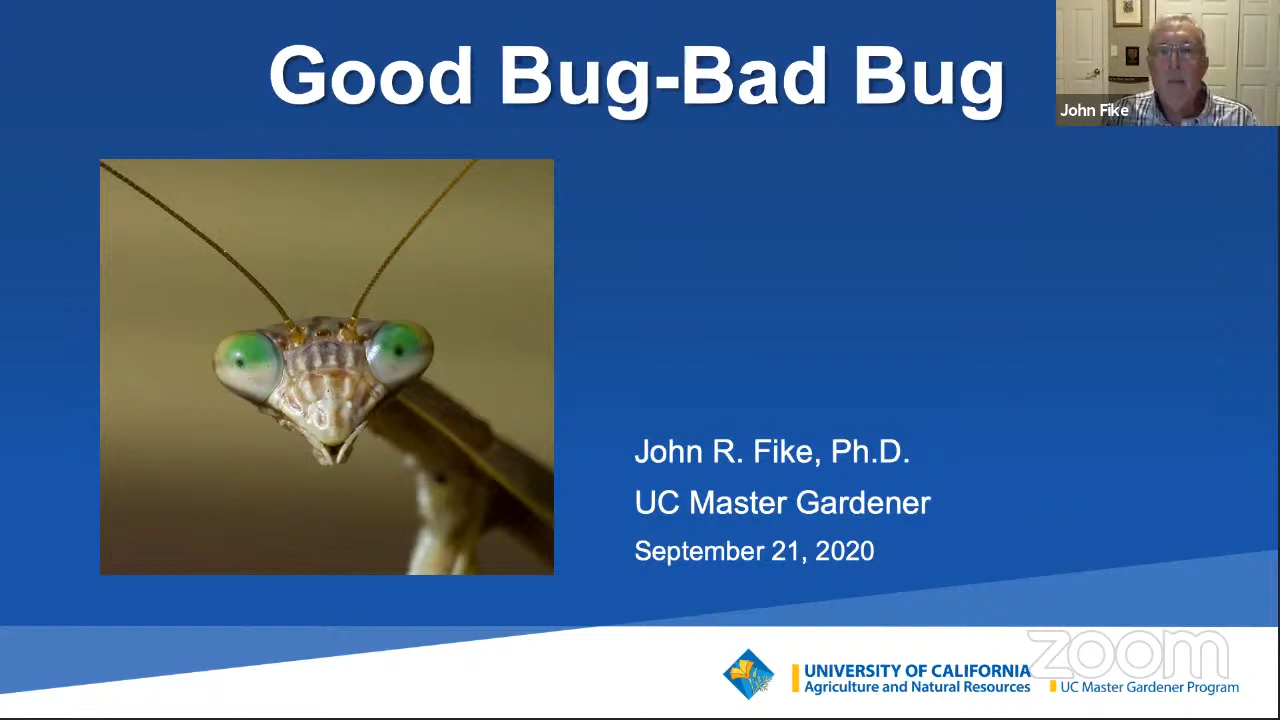 Good Bug-Bad Bug
John Fike
John R. Fike, Ph.D.
UC Master Gardener
September 21, 2020
zoom
UNIVERSITY OF CALIFORNIA
Agriculture and Natural Resources
UC Master Gardener Program